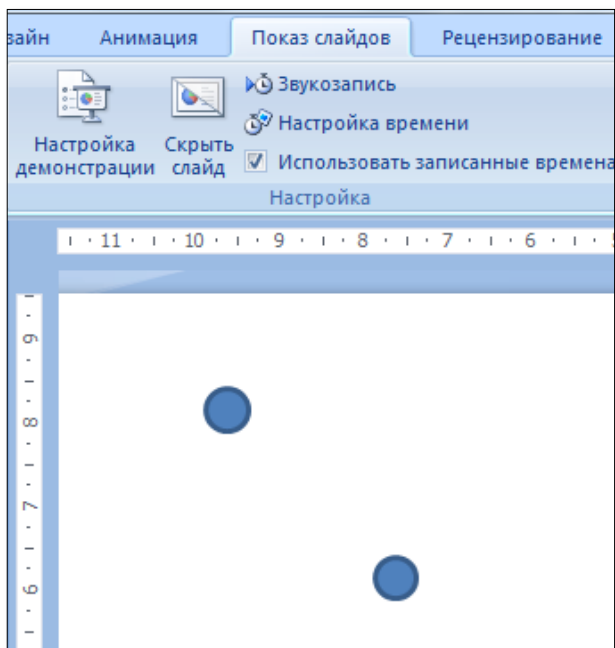 зайн Анимация Показ слайдов Рецензирование
Звукозапись
Настройка времени
Настройка демонстрации
Скрыть слайд
Использовать записанные времена
Настройка
11 10 9 8 7 6
9
8
7
6